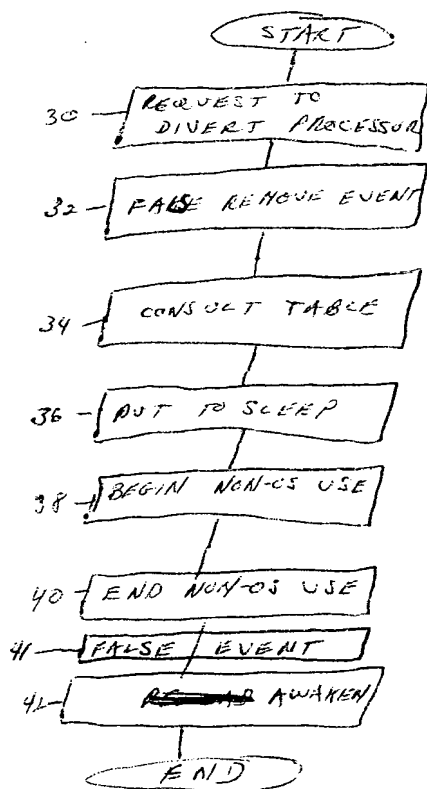 START
30 REQUEST TO
DIVERT PROCESSOR
32 FALSE REMOVE EVENT
34 CONSULT TABLE
36 PUT TO SLEEP
38 BEGIN NON-OS USE
40 END NON-OS USE
41 FALSE EVENT
42 AWAKEN
END